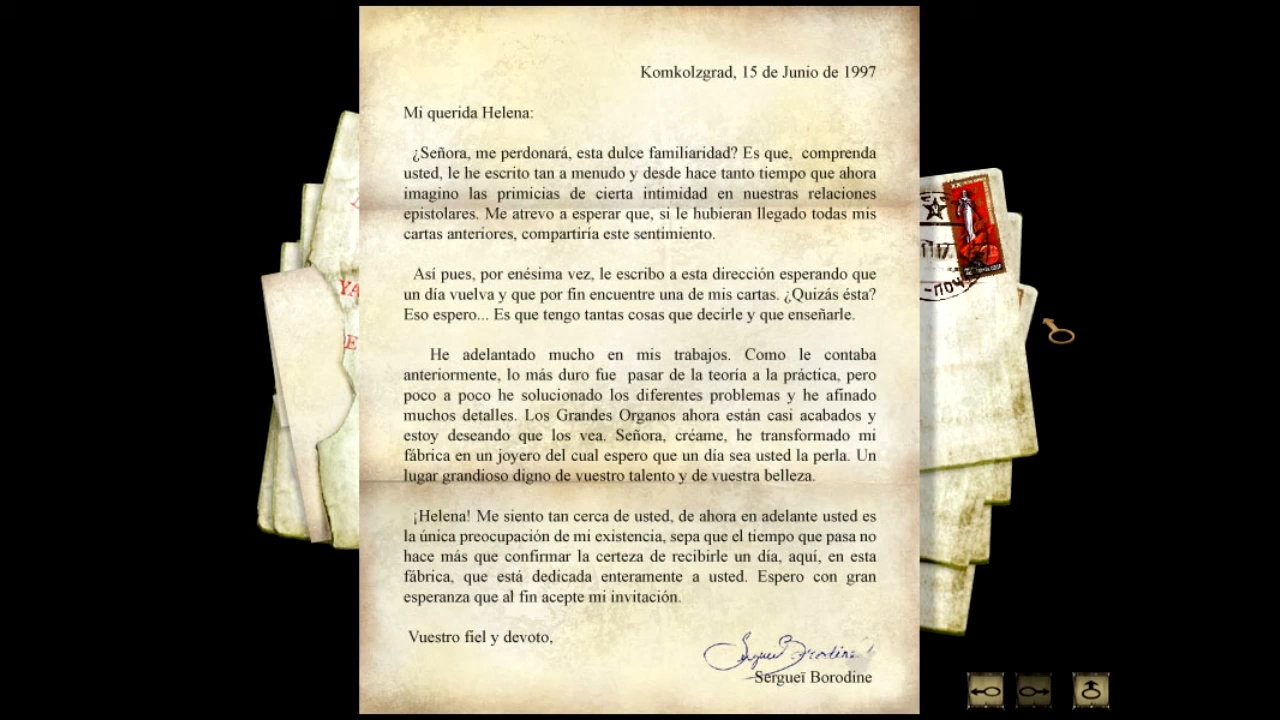 Komkolzgrad, 15 de Junio de 1997
Mi querida Helena:
¿Señora, me perdonará, esta dulce familiaridad? Es que, comprenda
usted, le he escrito tan a menudo y desde hace tanto tiempo que ahora
imagino las primicias de cierta intimidad en nuestras relaciones
epistolares. Me atrevo a esperar que, si le hubieran llegado todas mis
cartas anteriores, compartiría este sentimiento.
Así pues, por enésima vez, le escribo a esta dirección esperando que
un día vuelva y que por fin encuentre una de mis cartas. ¿Quizás ésta?
Eso espero... Es que tengo tantas cosas que decirle y que enseñarle.
He adelantado mucho en mis trabajos. Como le contaba
anteriormente, lo más duro fue pasar de la teoría a la práctica, pero
poco a poco he solucionado los diferentes problemas y he afinado
muchos detalles. Los Grandes Organos ahora están casi acabados y
estoy deseando que los vea. Señora, créame, he transformado mi
fábrica en un joyero del cual espero que un día sea usted la perla. Un
lugar grandioso digno de vuestro talento y de vuestra belleza.
¡Helena! Me siento tan cerca de usted, de ahora en adelante usted es
la única preocupación de mi existencia, sepa que el tiempo que pasa no
hace más que confirmar la certeza de recibirle un día, aquí, en esta
fábrica, que está dedicada enteramente a usted. Espero con gran
esperanza que al fin acepte mi invitación.
Vuestro fiel y devoto,
Serguei Borodine
Sergueï Borodine